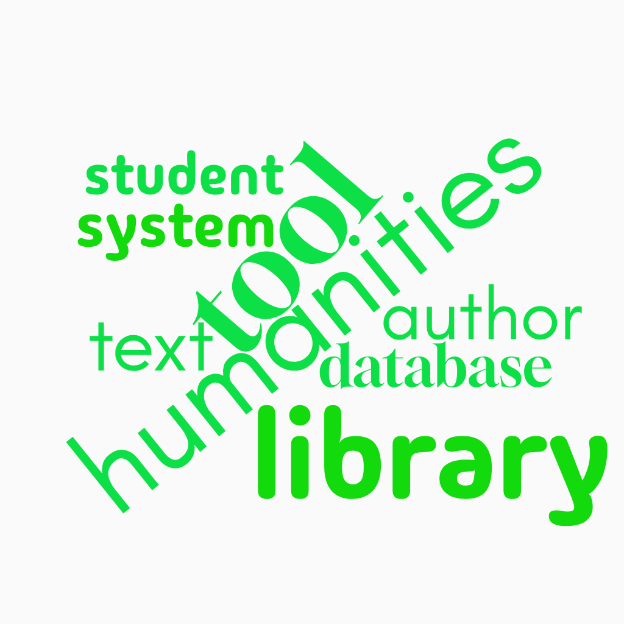 student
system
tool
humanities
text
author
database
library